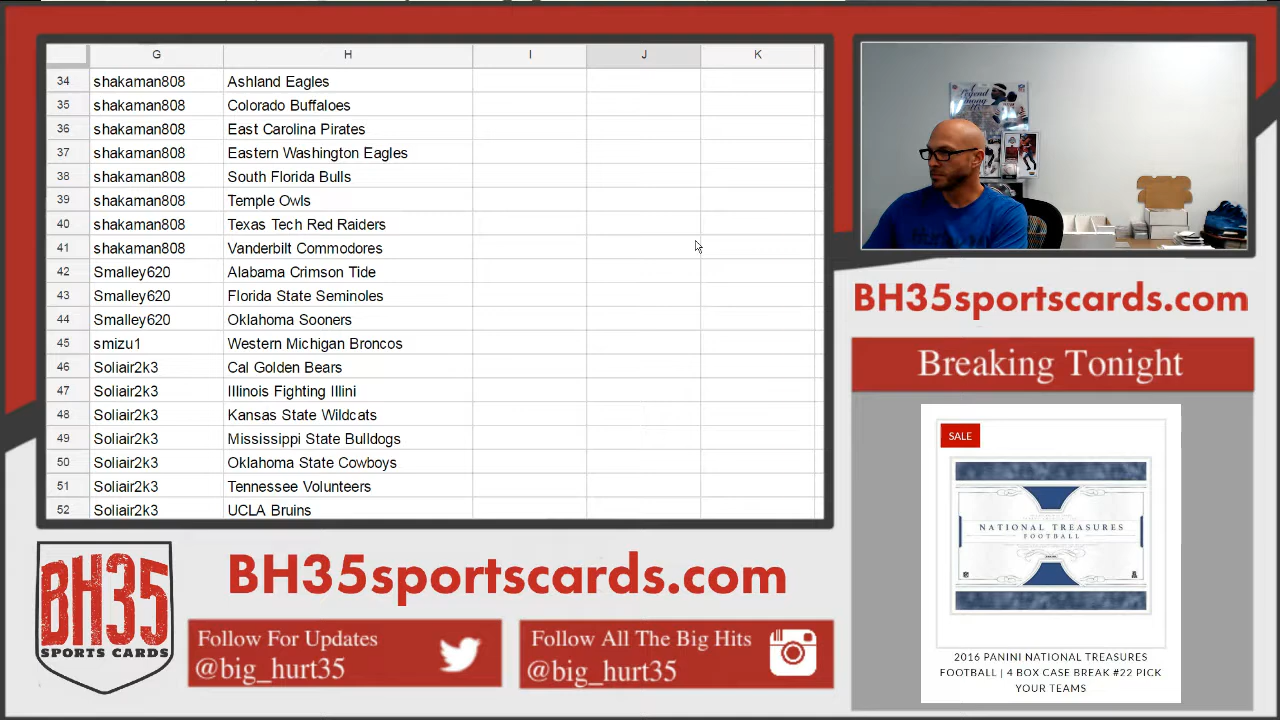 G H I J K
34 shakaman808 Ashland Eagles
35 shakaman808 Colorado Buffaloes
36 shakaman808 East Carolina Pirates
37 shakaman808 Eastern Washington Eagles
38 shakaman808 South Florida Bulls
39 shakaman808 Temple Owls
40 shakaman808 Texas Tech Red Raiders
41 shakaman808 Vanderbilt Commodores
42 Smalley620 Alabama Crimson Tide
43 Smalley620 Florida State Seminoles
44 Smalley620 Oklahoma Sooners
45 smizu1 Western Michigan Broncos
46 Soliair2k3 Cal Golden Bears
47 Soliair2k3 Illinois Fighting Illini
48 Soliair2k3 Kansas State Wildcats
49 Soliair2k3 Mississippi State Bulldogs
50 Soliair2k3 Oklahoma State Cowboys
51 Soliair2k3 Tennessee Volunteers
52 Soliair2k3 UCLA Bruins
Legend
Among
BH35sportscards.com
Breaking Tonight
SALE
NATIONAL TREASURES
FOOTBALL
2016 PANINI NATIONAL TREASURES
FOOTBALL | 4 BOX CASE BREAK #22 PICK
YOUR TEAMS
BH35
SPORTS CARDS
BH35sportscards.com
Follow For Updates
@big_hurt35
Follow All The Big Hits
@big_hurt35